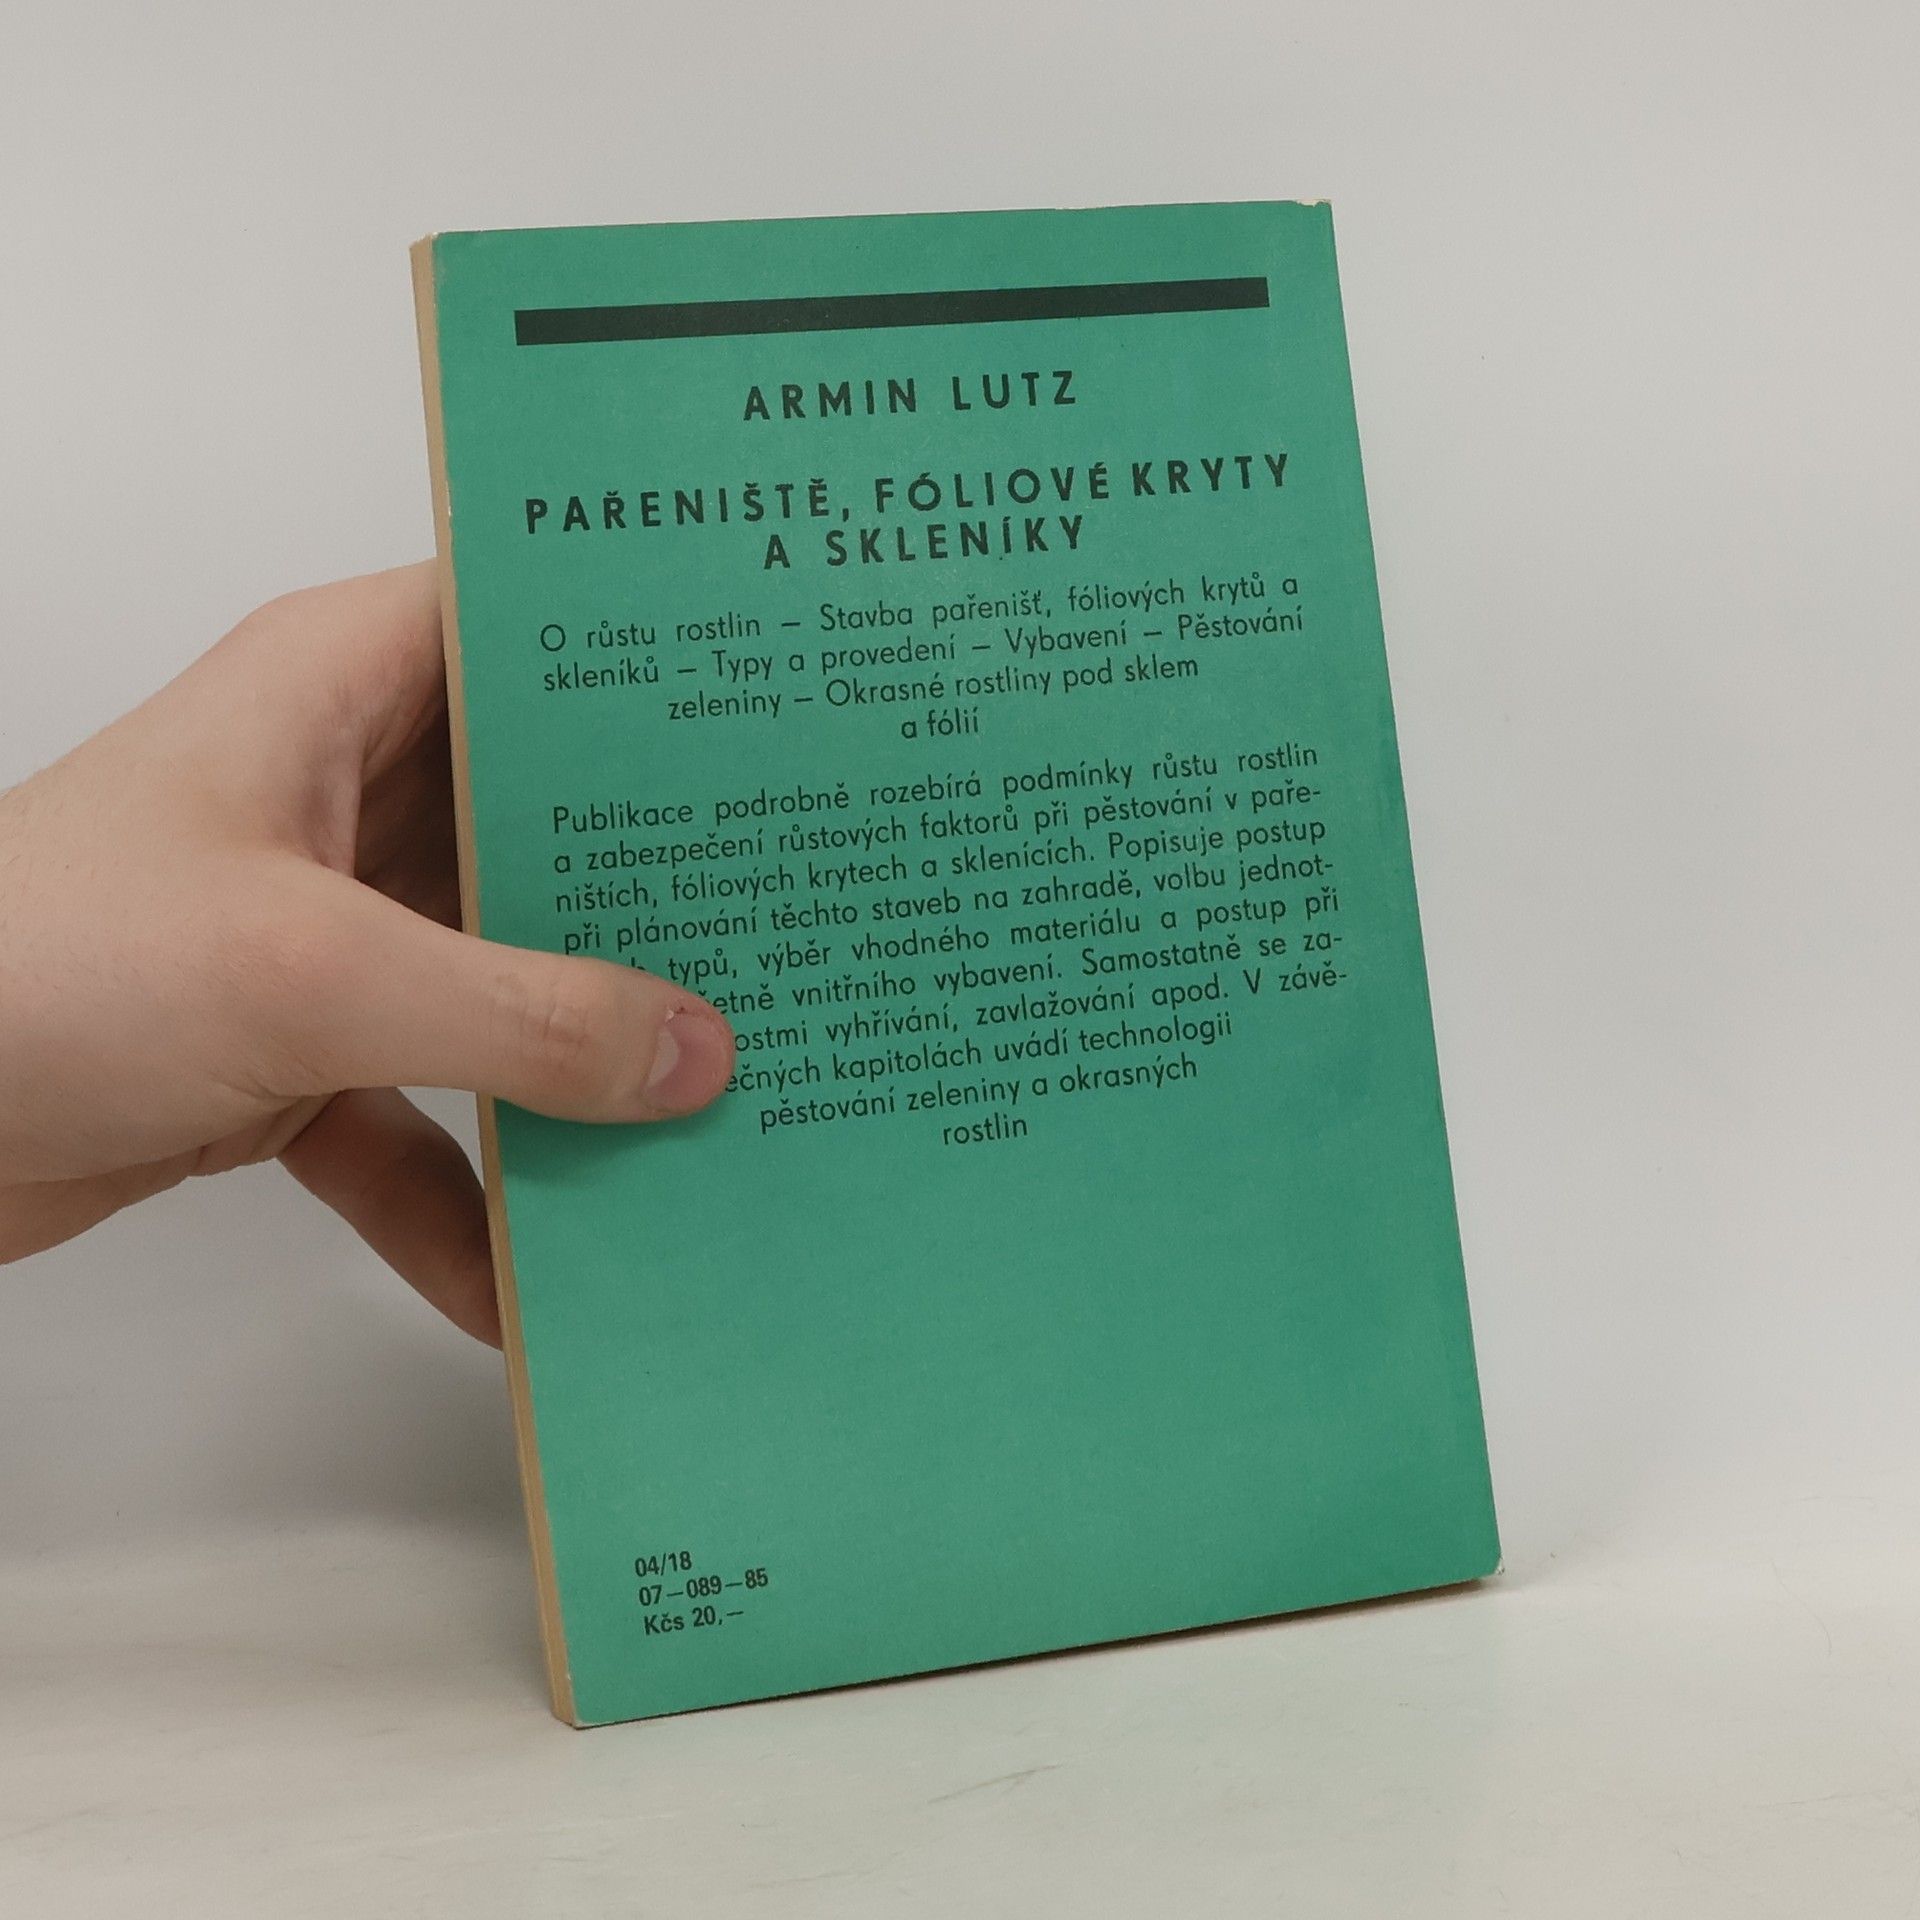 ARMIN LUTZ
PAŘENIŠTĚ, FÓLIOVÉ KRYTY
A SKLENÍKY
O růstu rostlin – Stavba pařenišť, fóliových krytů a
skleníků – Typy a provedení – Vybavení – Pěstování
zeleniny – Okrasné rostliny pod sklem
a fólií
Publikace podrobně rozebírá podmínky růstu rostlin
a zabezpečení růstových faktorů při pěstování v paře-
ništích, fóliových krytech a sklenících. Popisuje postup
při plánování těchto staveb na zahradě, volbu jednot-
typů, výběr vhodného materiálu a postup při
vnitřního vybavení. Samostatně se za-
vyhřívání, zavlažování apod. V závě-
kapitolách uvádí technologii
pěstování zeleniny a okrasných
rostlin
04/18
07–089–85
Kčs 20,–